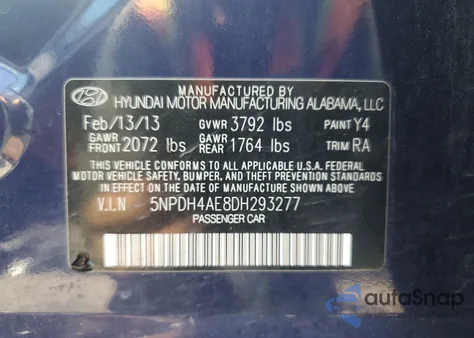 MANUFACTURED BY
HYUNDAI MOTOR MANUFACTURING ALABAMA, LLC
Feb/13/13 GVWR 3792 lbs PAINT Y4
GAWR FRONT 2072 lbs GAWR REAR 1764 lbs TRIM RA
THIS VEHICLE CONFORMS TO ALL APPLICABLE U.S.A. FEDERAL
MOTOR VEHICLE SAFETY, BUMPER, AND THEFT PREVENTION STANDARDS
IN EFFECT ON THE DATE OF MANUFACTURE SHOWN ABOVE.
V.I.N 5NPDH4AE8DH293277
PASSENGER CAR
autoSnap